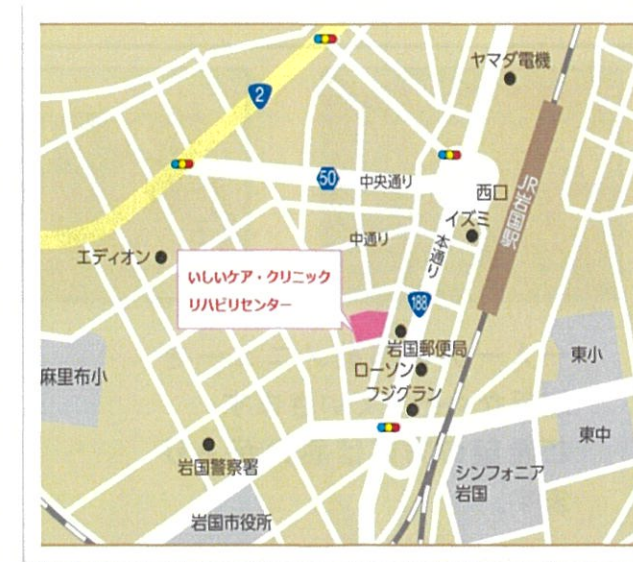 ヤマダ電機
2
JR岩国駅
50
中央通り
西口
イズミ
中通り
本通り
エディオン
いしいケア・クリニック
リハビリセンター
188
岩国郵便局
ローソン
フジグラン
東小
麻里布小
東中
岩国警察署
シンフォニア
岩国
岩国市役所